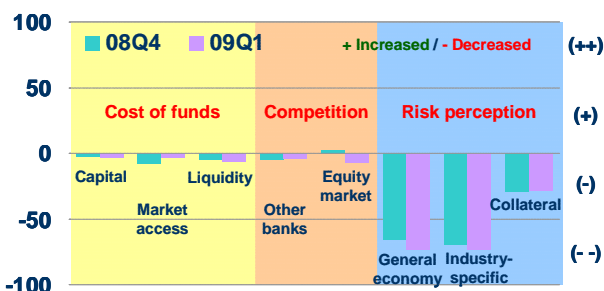 100
08Q4
09Q1
+ Increased / - Decreased
(++)
50
Cost of funds
Competition
Risk perception
(+)
0
Capital
Market
access
Liquidity
Other
banks
Equity
market
General
economy
Industry-
specific
Collateral
(-)
-50
(- -)
-100